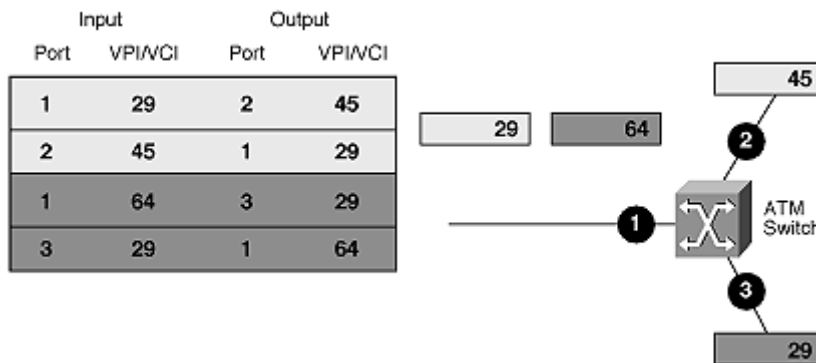 Input Output
Port VPI/VCI Port VPI/VCI
1 29 2 45
2 45 1 29
1 64 3 29
3 29 1 64
45
29 64
2
1
ATM
Switch
3
29